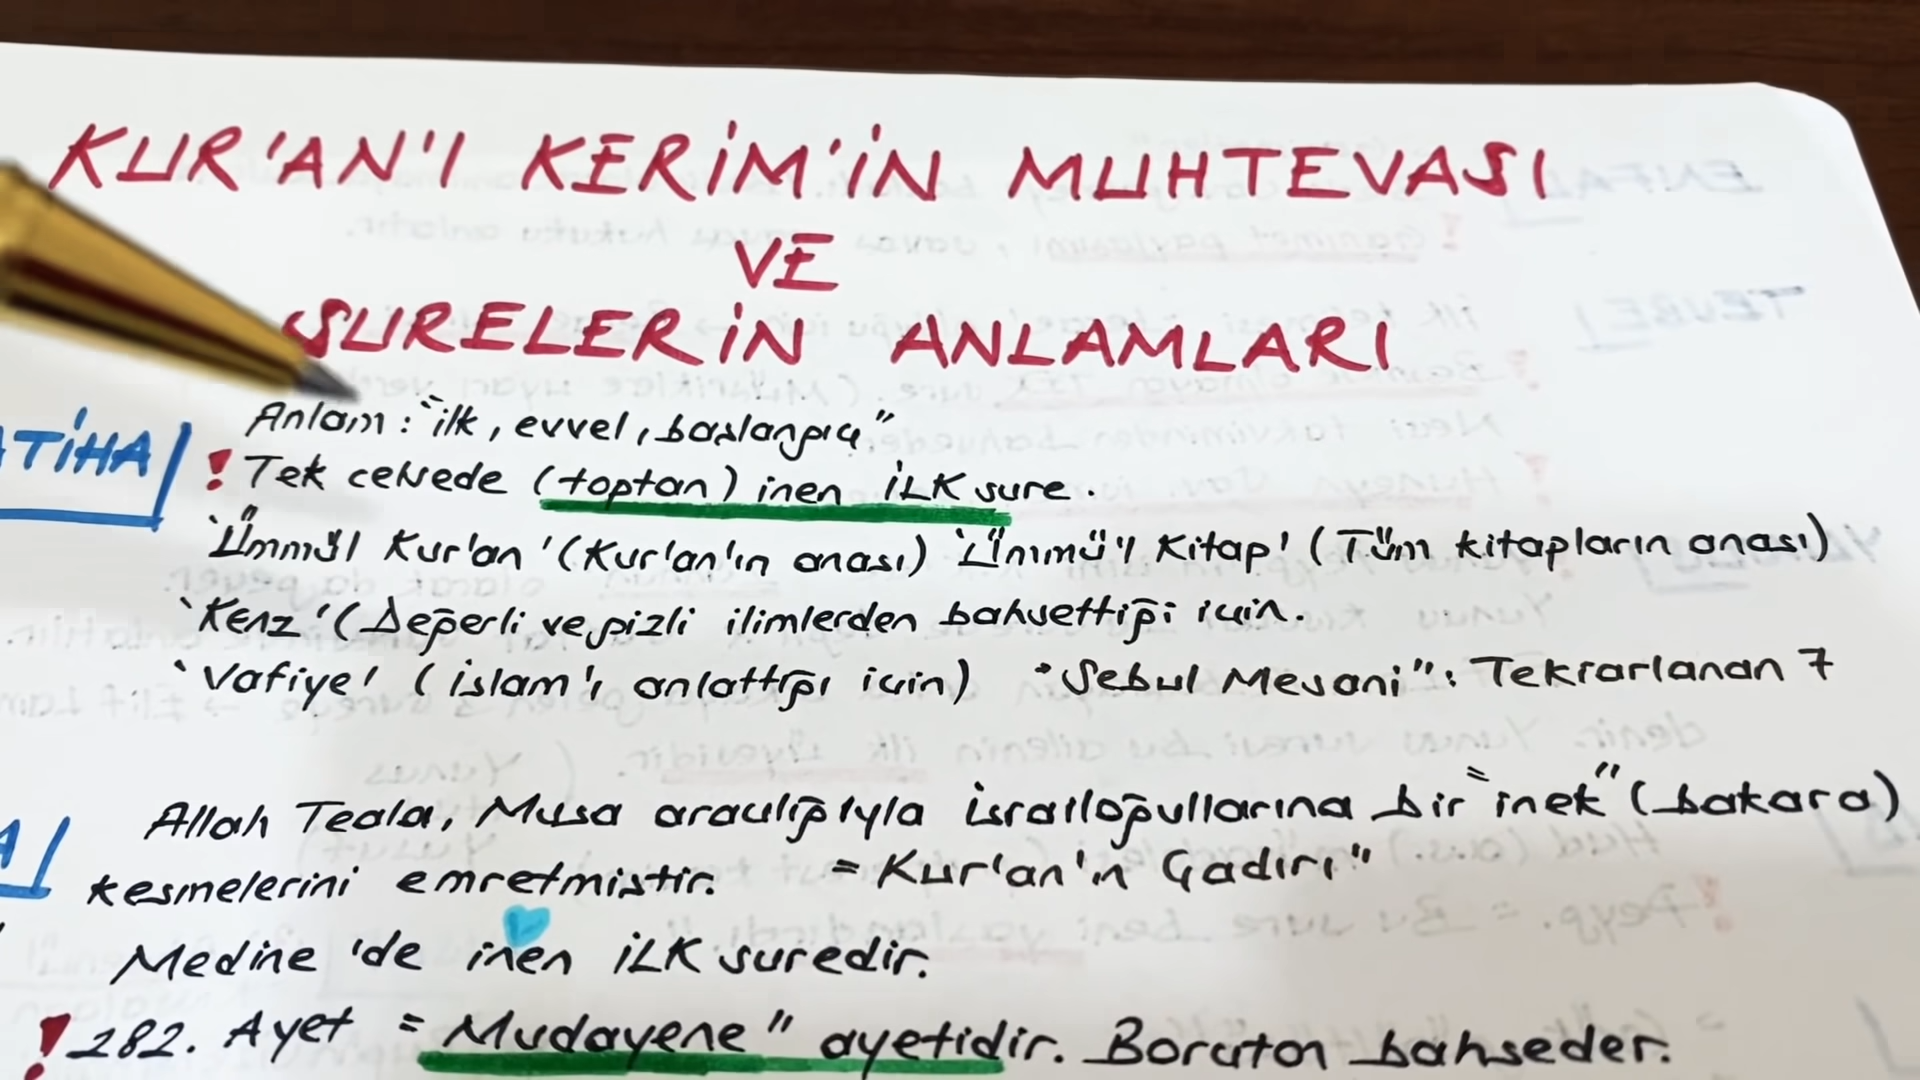 KUR'AN'I KERİM'İN MUHTEVASI
VE
SURELERİN ANLAMLARI
TİHA
Anlam: "ilk, evvel, başlangıç"
! Tek celsede (toptan) inen İLK sure.
'Ümmül Kur'an' (Kur'an'ın anası) 'Ümmü'l Kitap' (Tüm kitapların anası)
'Kenz' (Değerli ve gizli ilimlerden bahsettiği için.
'Vafiye' (islam'ı anlattığı için) "Sebul Mesani": Tekrarlanan 7
A
Allah Teala, Musa aracılığıyla İsrailoğullarına bir "inek" (bakara)
kesmelerini emretmiştir. = Kur'an'ın Çadırı"
Medine'de inen İLK suredir.
! 282. Ayet = Mudayene" ayetidir. Borçtan bahseder.